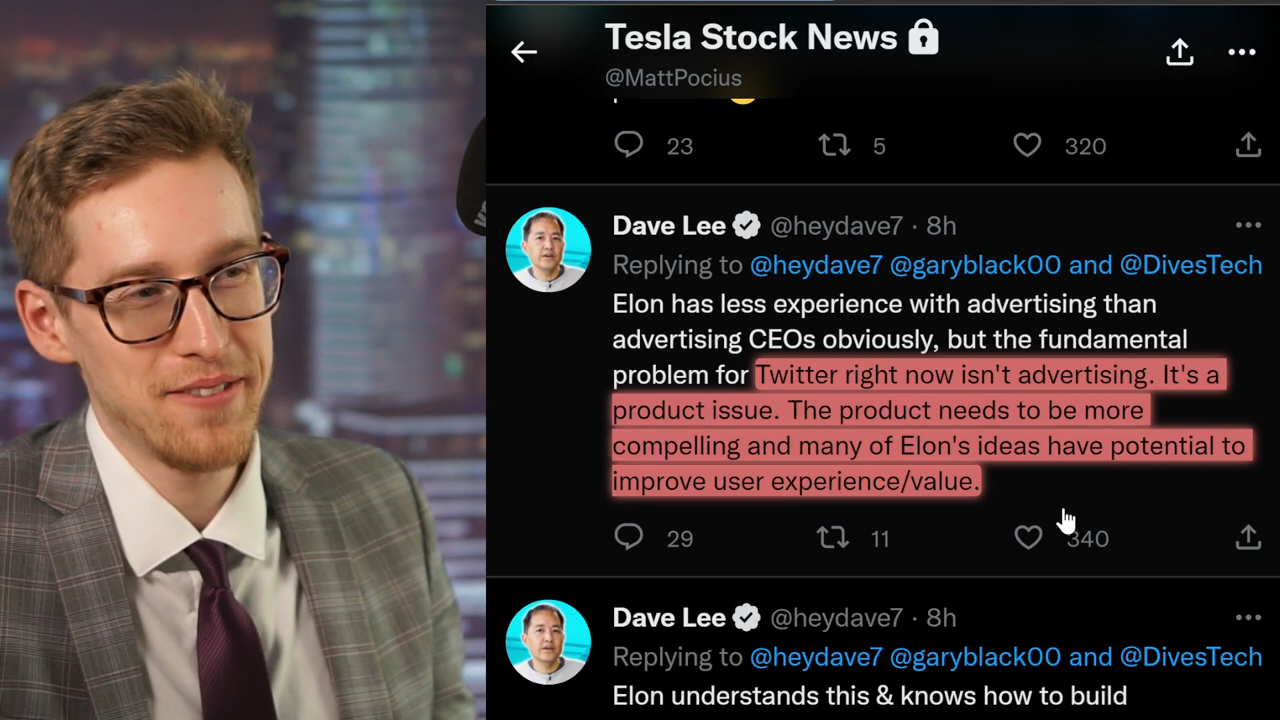 Tesla Stock News
@MattPocius
23
5
320
Dave Lee @heydave7 · 8h
Replying to @heydave7 @garyblack00 and @DivesTech
Elon has less experience with advertising than
advertising CEOs obviously, but the fundamental
problem for Twitter right now isn't advertising. It's a
product issue. The product needs to be more
compelling and many of Elon's ideas have potential to
improve user experience/value.
29
11
340
Dave Lee @heydave7 · 8h
Replying to @heydave7 @garyblack00 and @DivesTech
Elon understands this & knows how to build